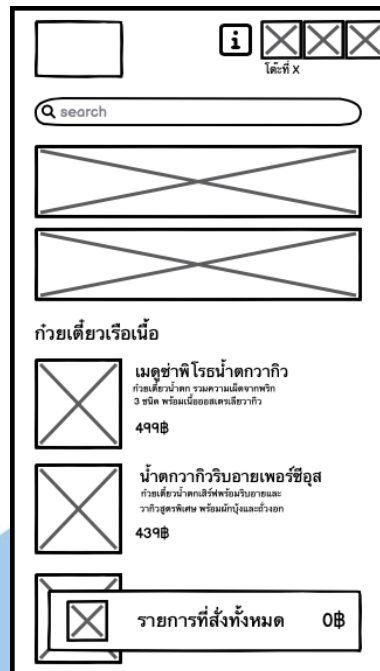 โต๊ะที่ X
search
ก๋วยเตี๋ยวเรือเนื้อ
เมดูซ่าพิโรธน้ำตกวากิว
ก๋วยเตี๋ยวน้ำตก รวมความเผ็ดจากพริก
3 ชนิด พร้อมเนื้อออสเตรเลียวากิว
499฿
น้ำตกวากิวริบอายเพอร์ซีอุส
ก๋วยเตี๋ยวน้ำตกเสิร์ฟพร้อมริบอายและ
วากิวสูตรพิเศษ พร้อมผักบุ้งและถั่วงอก
439฿
รายการที่สั่งทั้งหมด 0฿